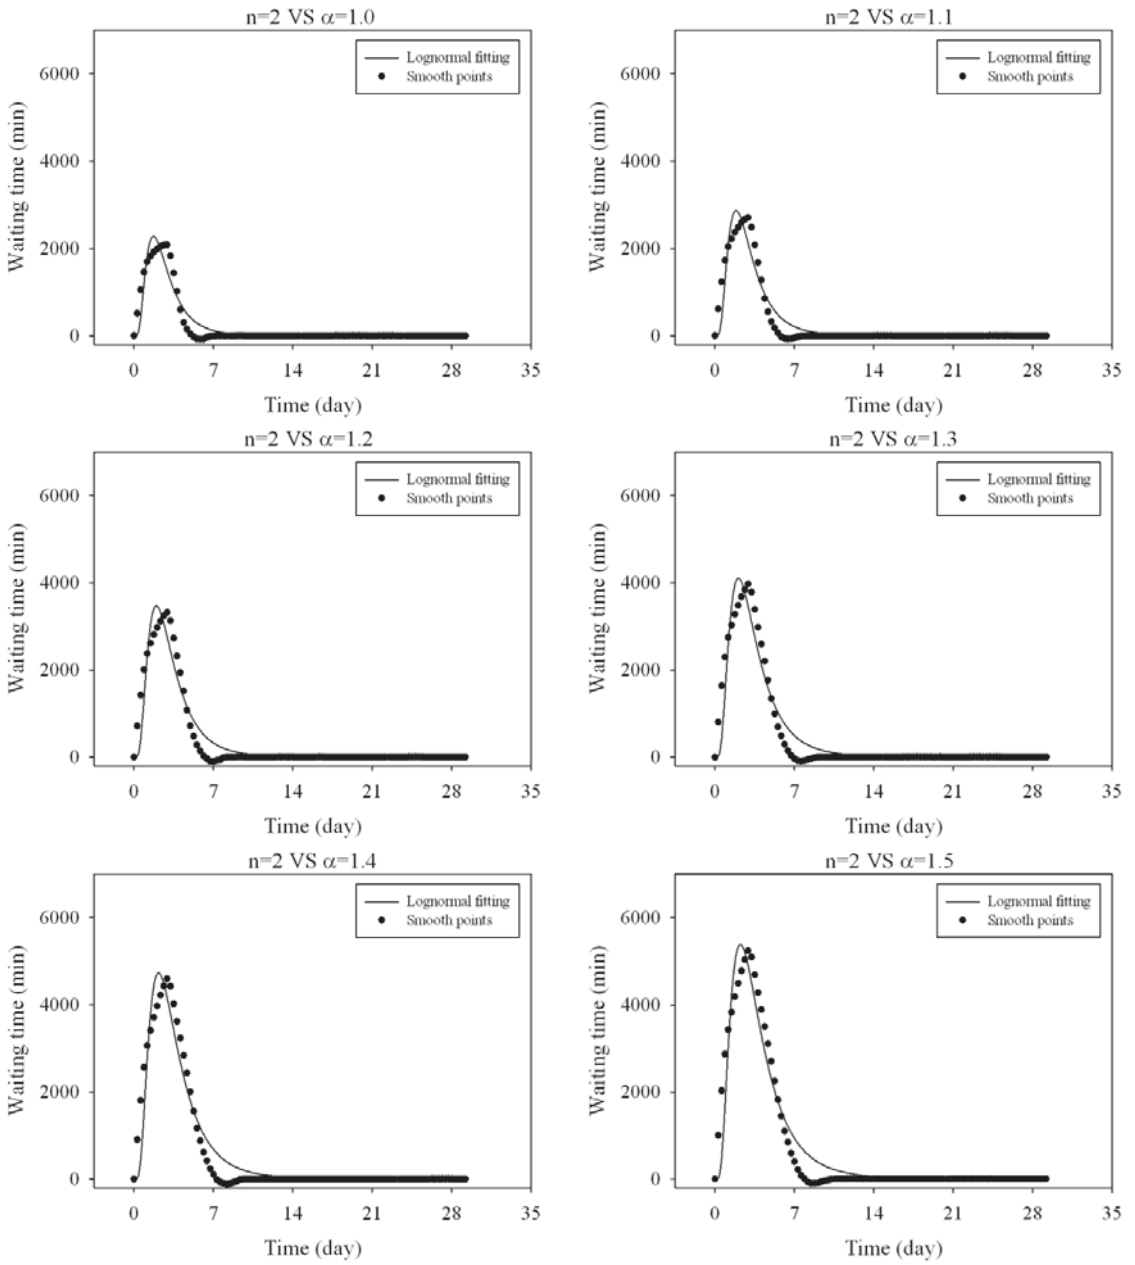 n=2 VS α=1.0
Lognormal fitting
Smooth points
Waiting time (min)
6000
4000
2000
0
0 7 14 21 28 35
Time (day)
n=2 VS α=1.1
Lognormal fitting
Smooth points
Waiting time (min)
6000
4000
2000
0
0 7 14 21 28 35
Time (day)
n=2 VS α=1.2
Lognormal fitting
Smooth points
Waiting time (min)
6000
4000
2000
0
0 7 14 21 28 35
Time (day)
n=2 VS α=1.3
Lognormal fitting
Smooth points
Waiting time (min)
6000
4000
2000
0
0 7 14 21 28 35
Time (day)
n=2 VS α=1.4
Lognormal fitting
Smooth points
Waiting time (min)
6000
4000
2000
0
0 7 14 21 28 35
Time (day)
n=2 VS α=1.5
Lognormal fitting
Smooth points
Waiting time (min)
6000
4000
2000
0
0 7 14 21 28 35
Time (day)